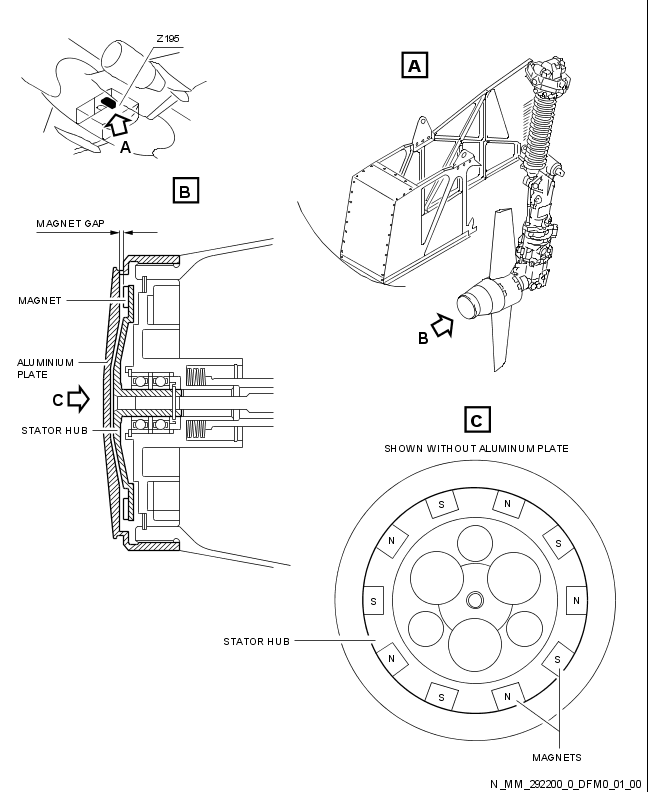 Z195
A
A
B
MAGNET GAP
MAGNET
ALUMINIUM
PLATE
C
STATOR HUB
B
C
SHOWN WITHOUT ALUMINUM PLATE
S
N
N
S
S
N
N
S
S
N
STATOR HUB
MAGNETS
N_MM_292200_0_DFM0_01_00